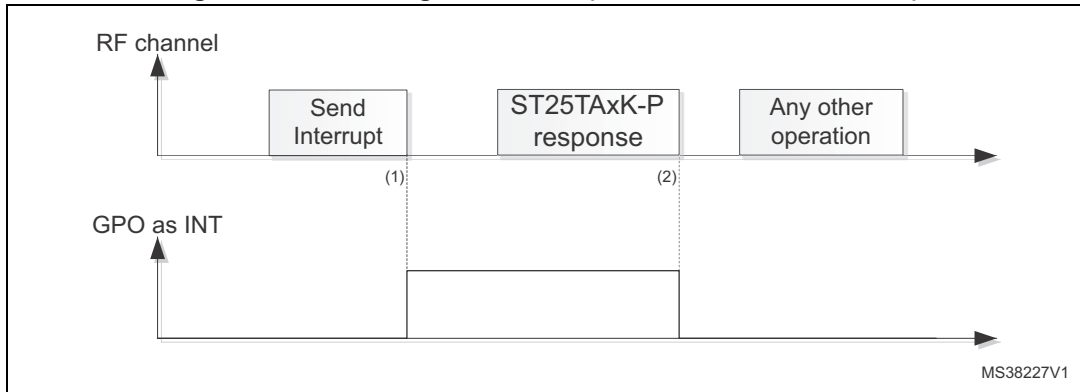 RF channel
Send
Interrupt
ST25TAxK-P
response
Any other
operation
(1)
(2)
GPO as INT
MS38227V1